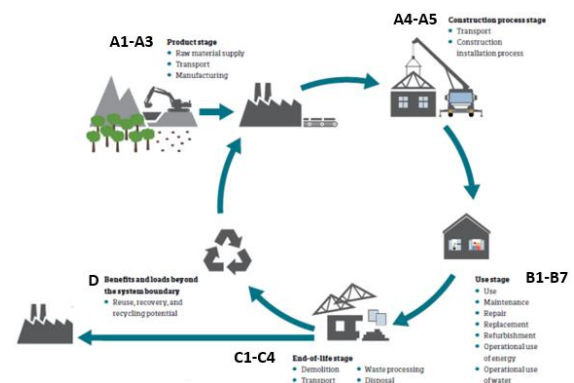 A1-A3
Product stage
• Raw material supply
• Transport
• Manufacturing
A4-A5
Construction process stage
• Transport
• Construction
installation process
Use stage
B1-B7
• Use
• Maintenance
• Repair
• Replacement
• Refurbishment
• Operational use
of energy
• Operational use
of water
C1-C4
End-of-life stage
• Demolition
• Transport
• Waste processing
• Disposal
D
Benefits and loads beyond
the system boundary
• Reuse, recovery, and
recycling potential